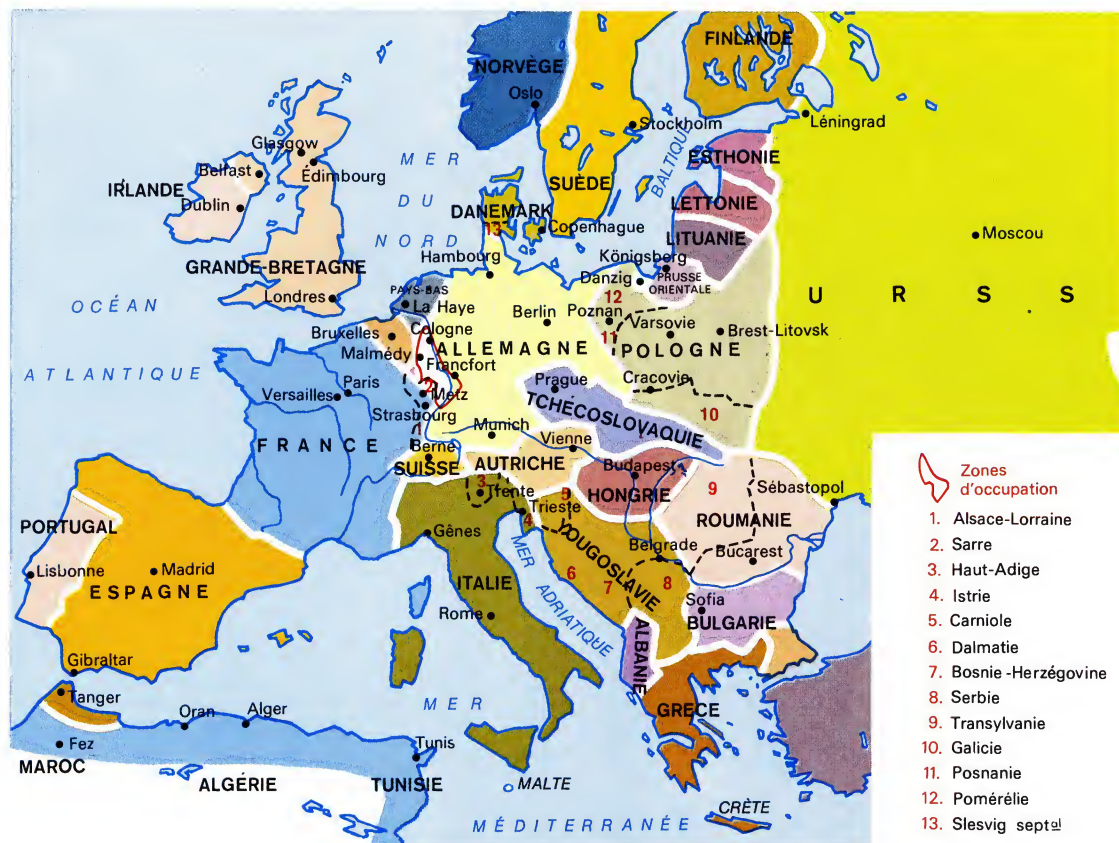 FINLANDE
NORVÈGE
Oslo
Stockholm
Léningrad
BALTIQUE
ESTHONIE
Glasgow
Édimbourg
Belfast
IRLANDE
Dublin
MER
DU
NORD
SUÈDE
LETTONIE
DANEMARK
13
Copenhague
LITUANIE
Moscou
GRANDE-BRETAGNE
Hambourg
Königsberg
Danzig
PRUSSE
ORIENTALE
Londres
PAYS-BAS
La Haye
12
U R S S
OCÉAN
ATLANTIQUE
Bruxelles
Cologne
Berlin
Poznan
11
Varsovie
Brest-Litovsk
Malmédy
ALLEMAGNE
POLOGNE
Francfort
2
Paris
Metz
Prague
Cracovie
Versailles
Strasbourg
1
TCHÉCOSLOVAQUIE
10
FRANCE
Munich
Vienne
Berne
SUISSE
AUTRICHE
Budapest
HONGRIE
9
Sébastopol
3
Trente
5
Trieste
4
ROUMANIE
PORTUGAL
Gênes
YOUGOSLAVIE
Belgrade
Bucarest
Lisbonne
Madrid
ESPAGNE
ITALIE
MER ADRIATIQUE
6
7
8
Sofia
BULGARIE
Rome
ALBANIE
Gibraltar
Tanger
MER
GRECE
Oran
Alger
Fez
Tunis
MAROC
ALGÉRIE
TUNISIE
MALTE
CRÈTE
MÉDITERRANÉE
Zones
d'occupation
1. Alsace-Lorraine
2. Sarre
3. Haut-Adige
4. Istrie
5. Carniole
6. Dalmatie
7. Bosnie-Herzégovine
8. Serbie
9. Transylvanie
10. Galicie
11. Posnanie
12. Pomérélie
13. Slesvig septal